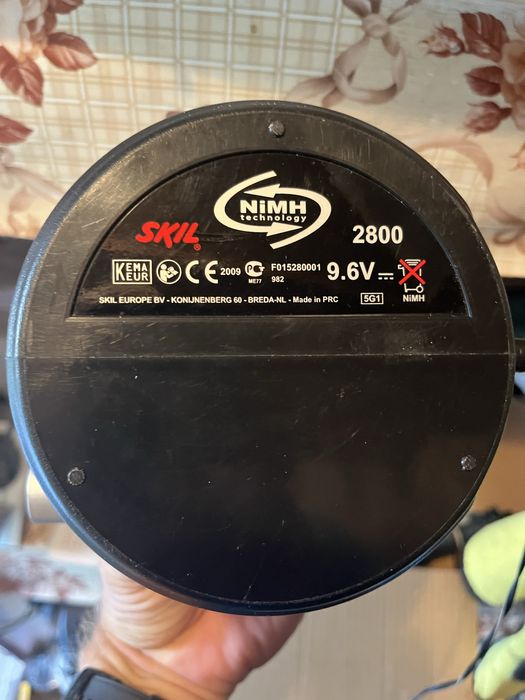 NiMH
technology
SKIL® 2800
KEMA KEUR CE 2009 ME77 F015280001 982 9.6V NiMH
SKIL EUROPE BV - KONIJNENBERG 60 - BREDA-NL - Made in PRC 5G1